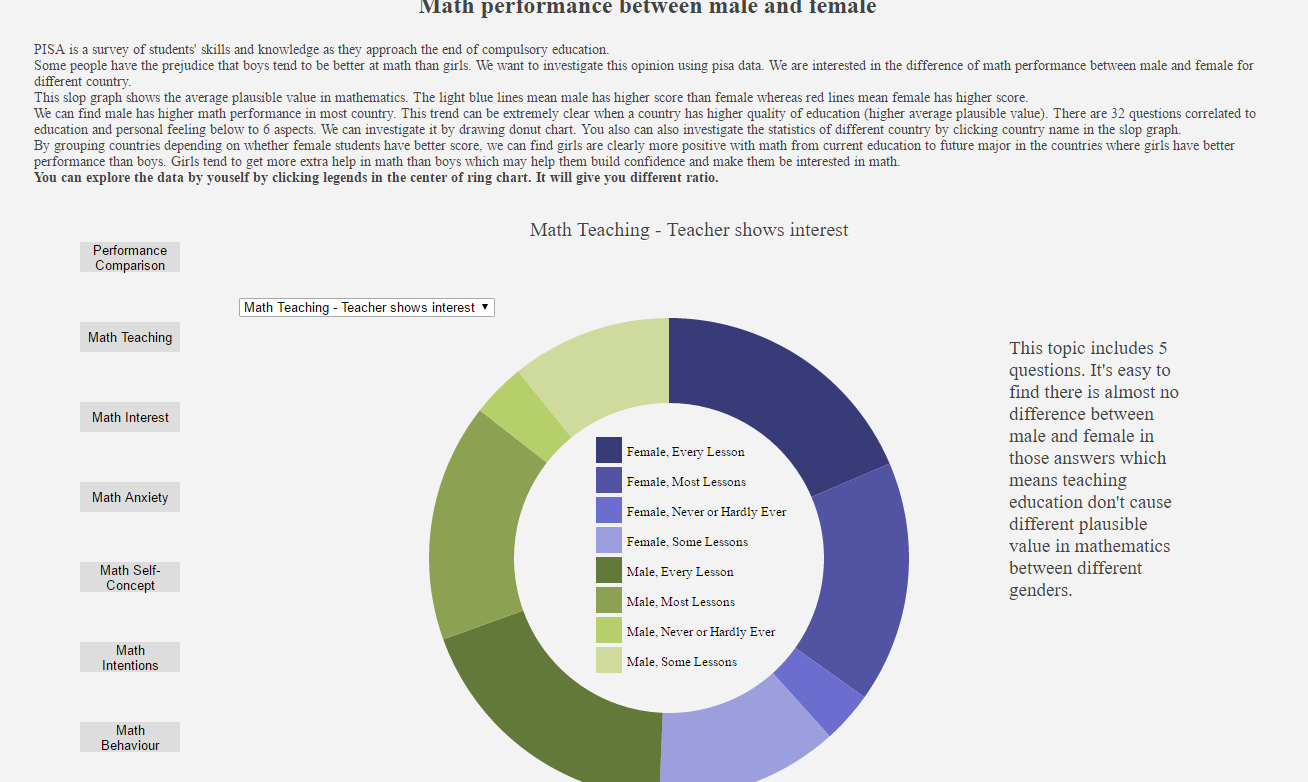 Math performance between male and female
PISA is a survey of students' skills and knowledge as they approach the end of compulsory education.
Some people have the prejudice that boys tend to be better at math than girls. We want to investigate this opinion using pisa data. We are interested in the difference of math performance between male and female for
different country.
This slop graph shows the average plausible value in mathematics. The light blue lines mean male has higher score than female whereas red lines mean female has higher score.
We can find male has higher math performance in most country. This trend can be extremely clear when a country has higher quality of education (higher average plausible value). There are 32 questions correlated to
education and personal feeling below to 6 aspects. We can investigate it by drawing donut chart. You also can also investigate the statistics of different country by clicking country name in the slop graph.
By grouping countries depending on whether female students have better score, we can find girls are clearly more positive with math from current education to future major in the countries where girls have better
performance than boys. Girls tend to get more extra help in math than boys which may help them build confidence and make them be interested in math.
You can explore the data by youself by clicking legends in the center of ring chart. It will give you different ratio.
Math Teaching - Teacher shows interest
Performance
Comparison
Math Teaching - Teacher shows interest
Math Teaching
Math Interest
Math Anxiety
Math Self-
Concept
Math
Intentions
Math
Behaviour
Female, Every Lesson
Female, Most Lessons
Female, Never or Hardly Ever
Female, Some Lessons
Male, Every Lesson
Male, Most Lessons
Male, Never or Hardly Ever
Male, Some Lessons
This topic includes 5
questions. It's easy to
find there is almost no
difference between
male and female in
those answers which
means teaching
education don't cause
different plausible
value in mathematics
between different
genders.